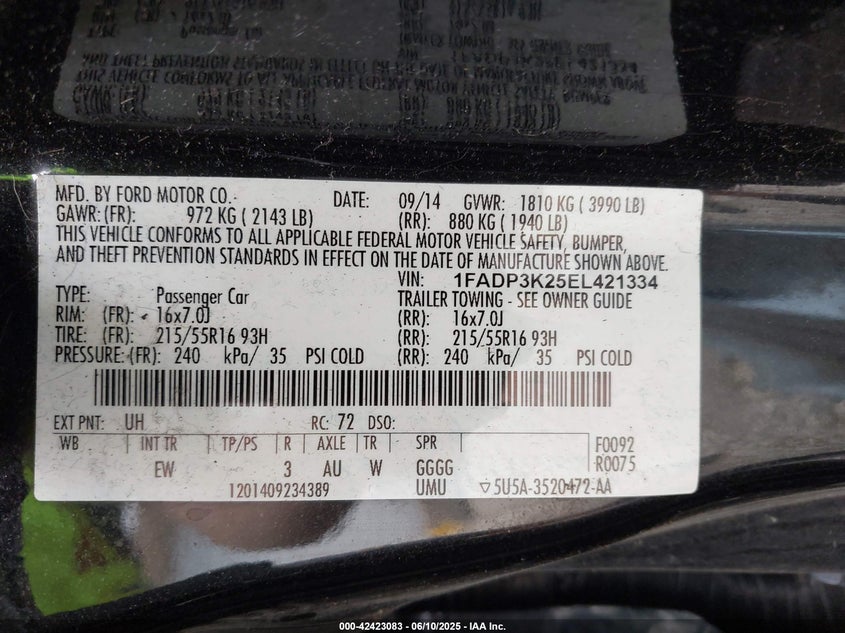 MFD. BY FORD MOTOR CO. DATE: 09/14 GVWR: 1810 KG ( 3990 LB)
GAWR: (FR): 972 KG ( 2143 LB) (RR): 880 KG ( 1940 LB)
THIS VEHICLE CONFORMS TO ALL APPLICABLE FEDERAL MOTOR VEHICLE SAFETY, BUMPER,
AND THEFT PREVENTION STANDARDS IN EFFECT ON THE DATE OF MANUFACTURE SHOWN ABOVE.
VIN: 1FADP3K25EL421334
TYPE: Passenger Car TRAILER TOWING - SEE OWNER GUIDE
RIM: (FR): 16x7.0J (RR): 16x7.0J
TIRE: (FR): 215/55R16 93H (RR): 215/55R16 93H
PRESSURE: (FR): 240 kPa/ 35 PSI COLD (RR): 240 kPa/ 35 PSI COLD
EXT PNT: UH RC: 72 DSO:
WB INT TR TP/PS R AXLE TR SPR F0092
EW 3 AU W GGGG R0075
1201409234389 UMU ▽5U5A-3520472-AA
000-42423083 - 06/10/2025 - IAA Inc.